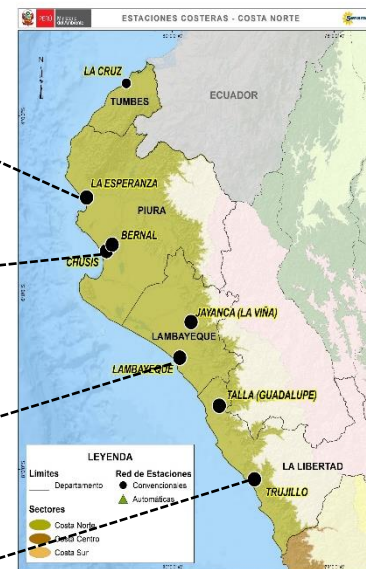 PERÚ Ministerio del Ambiente
ESTACIONES COSTERAS - COSTA NORTE
LA CRUZ
TUMBES
ECUADOR
LA ESPERANZA
PIURA
BERNAL
CHUSIS
JAYANCA (LA VIÑA)
LAMBAYEQUE
LAMBAYEQUE
TALLA (GUADALUPE)
LA LIBERTAD
TRUJILLO
LEYENDA
Límites
Departamento
Red de Estaciones
Convencionales
Automáticas
Sectores
Costa Norte
Costa Centro
Costa Sur